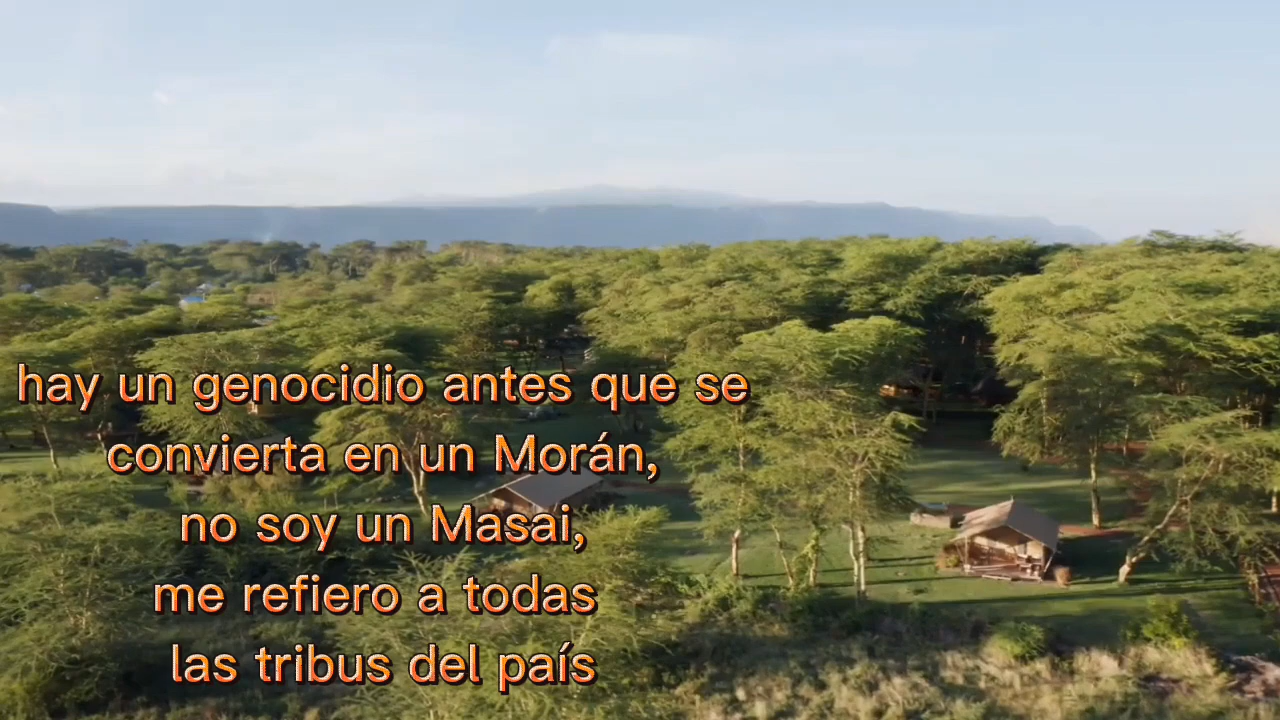 hay un genocidio antes que se
convierta en un Morán,
no soy un Masai,
me refiero a todas
las tribus del país